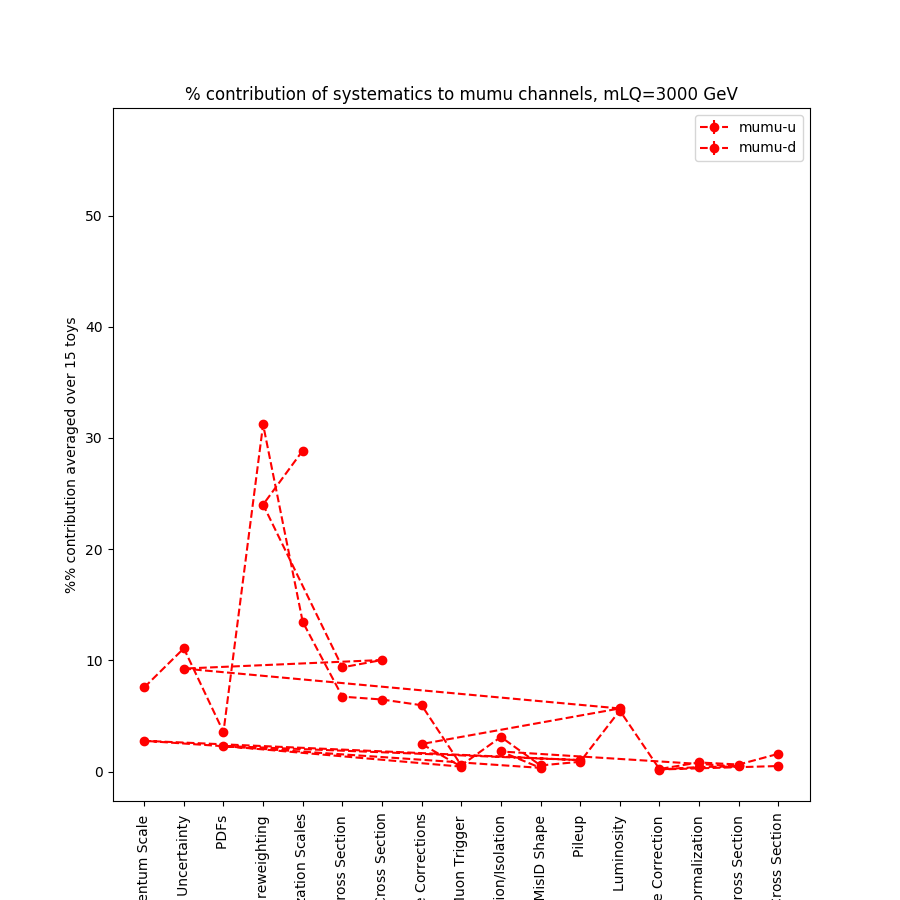 % contribution of systematics to mumu channels, mLQ=3000 GeV
mumu-u
mumu-d
%% contribution averaged over 15 toys
50
40
30
20
10
0
entum Scale
Uncertainty
PDFs
reweighting
zation Scales
ross Section
Cross Section
e Corrections
luon Trigger
ion/Isolation
MisID Shape
Pileup
Luminosity
e Correction
ormalization
ross Section
ross Section